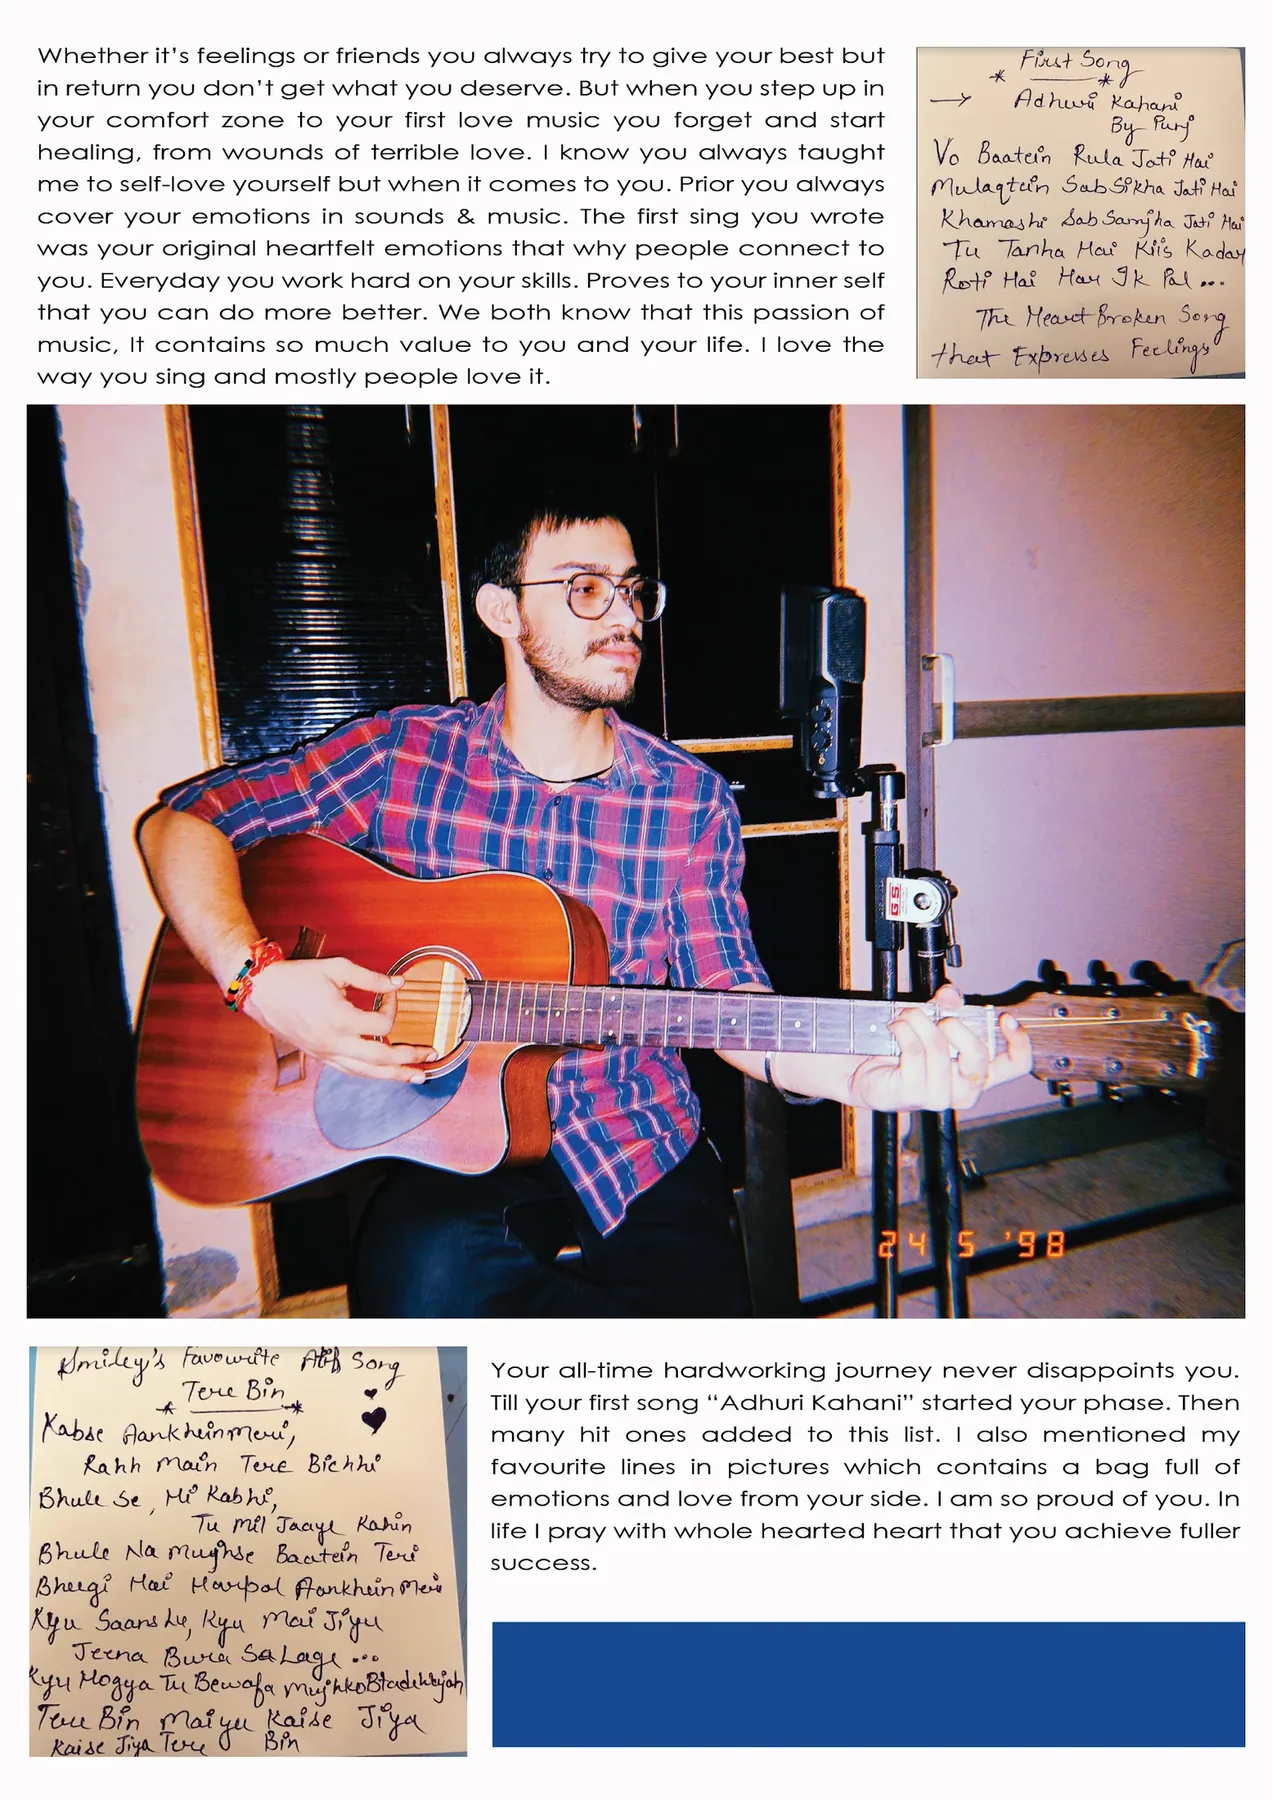 Whether it's feelings or friends you always try to give your best but
in return you don't get what you deserve. But when you step up in
your comfort zone to your first love music you forget and start
healing, from wounds of terrible love. I know you always taught
me to self-love yourself but when it comes to you. Prior you always
cover your emotions in sounds & music. The first sing you wrote
was your original heartfelt emotions that why people connect to
you. Everyday you work hard on your skills. Proves to your inner self
that you can do more better. We both know that this passion of
music, It contains so much value to you and your life. I love the
way you sing and mostly people love it.
First Song
Adhuri Kahani
By Punj
Vo Baatein Rula Jati Hai
Mulaqtein Sab Sikha Jati Hai
Khamashi Sab Samjha Jati Hai
Tu Tanha Hai Kiis Kadar
Roti Hai Har Ik Pal ...
The Heart Broken Song
that Expresses Feelings
GS
24 5 '98
Smiley's Favourite Atif Song
Tere Bin
Kabse Aankhein Meri,
Rahh Main Tere Bichhi
Bhule Se, Hi Kabhi,
Tu Mil Jaaye Kahin
Bhule Na Mughse Baatein Teri
Bheegi Hai Harpal Aankhein Meri
Kyu Saans Lu, Kyu Mai Jiyu
Jeena Bura Sa Lage ...
Kyu Hogya Tu Bewafa Mujhko Btade Wajah
Tere Bin Mai yu Kaise Jiya
Kaise Jiya Tere Bin
Your all-time hardworking journey never disappoints you.
Till your first song “Adhuri Kahani” started your phase. Then
many hit ones added to this list. I also mentioned my
favourite lines in pictures which contains a bag full of
emotions and love from your side. I am so proud of you. In
life I pray with whole hearted heart that you achieve fuller
success.